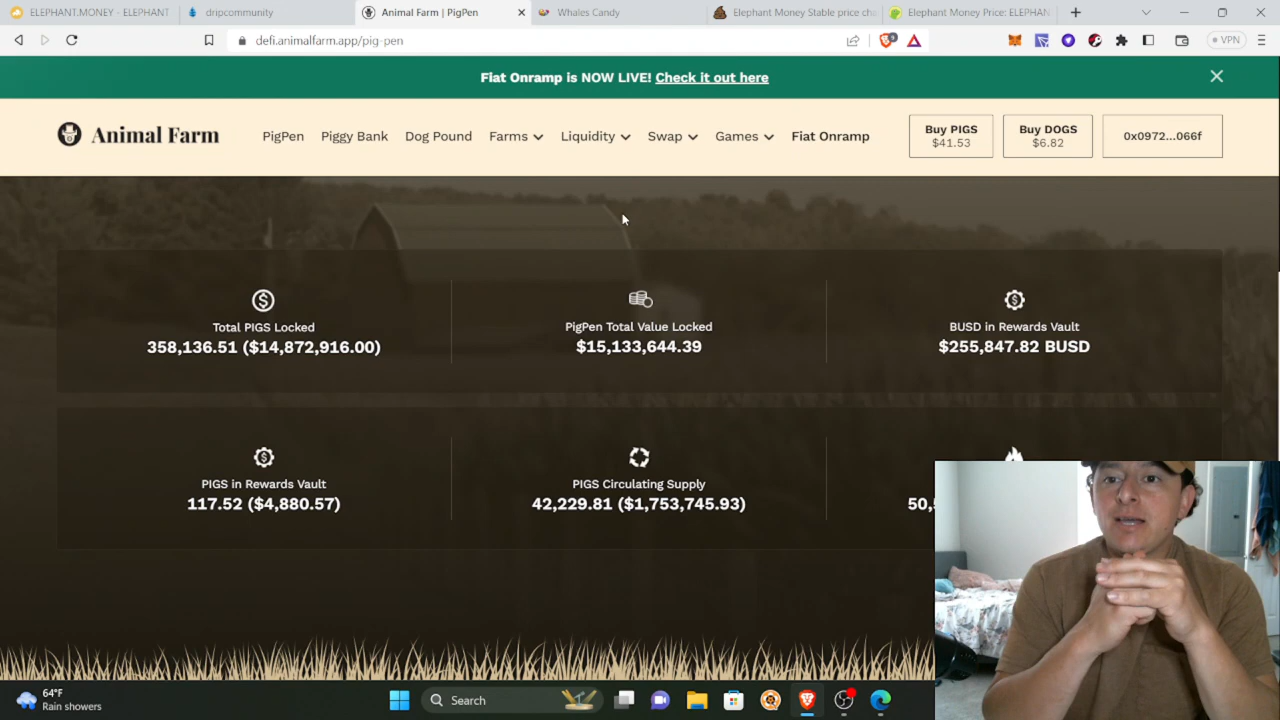 ELEPHANT.MONEY - ELEPHANT
dripcommunity
Animal Farm | PigPen
Whales Candy
Elephant Money Stable price cha
Elephant Money Price: ELEPHAN
defi.animalfarm.app/pig-pen
VPN
Fiat Onramp is NOW LIVE! Check it out here
Animal Farm
PigPen
Piggy Bank
Dog Pound
Farms
Liquidity
Swap
Games
Fiat Onramp
Buy PIGS
$41.53
Buy DOGS
$6.82
0x0972...066f
Total PIGS Locked
358,136.51 ($14,872,916.00)
PigPen Total Value Locked
$15,133,644.39
BUSD in Rewards Vault
$255,847.82 BUSD
PIGS in Rewards Vault
117.52 ($4,880.57)
PIGS Circulating Supply
42,229.81 ($1,753,745.93)
64°F
Rain showers
Search